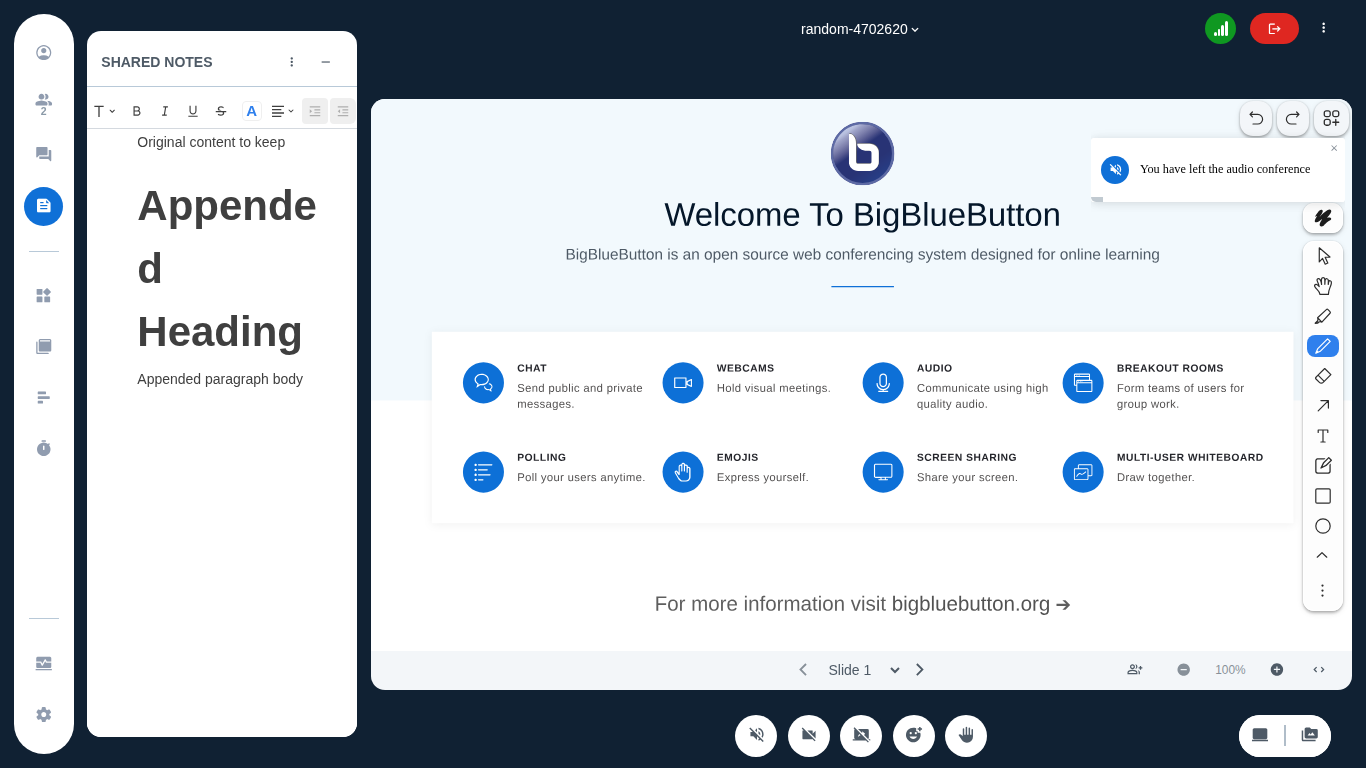 random-4702620
2
SHARED NOTES
Original content to keep
Appende
d
Heading
Appended paragraph body
You have left the audio conference
Welcome To BigBlueButton
BigBlueButton is an open source web conferencing system designed for online learning
CHAT
Send public and private
messages.
WEBCAMS
Hold visual meetings.
AUDIO
Communicate using high
quality audio.
BREAKOUT ROOMS
Form teams of users for
group work.
POLLING
Poll your users anytime.
EMOJIS
Express yourself.
SCREEN SHARING
Share your screen.
MULTI-USER WHITEBOARD
Draw together.
For more information visit bigbluebutton.org ➔
Slide 1
100%